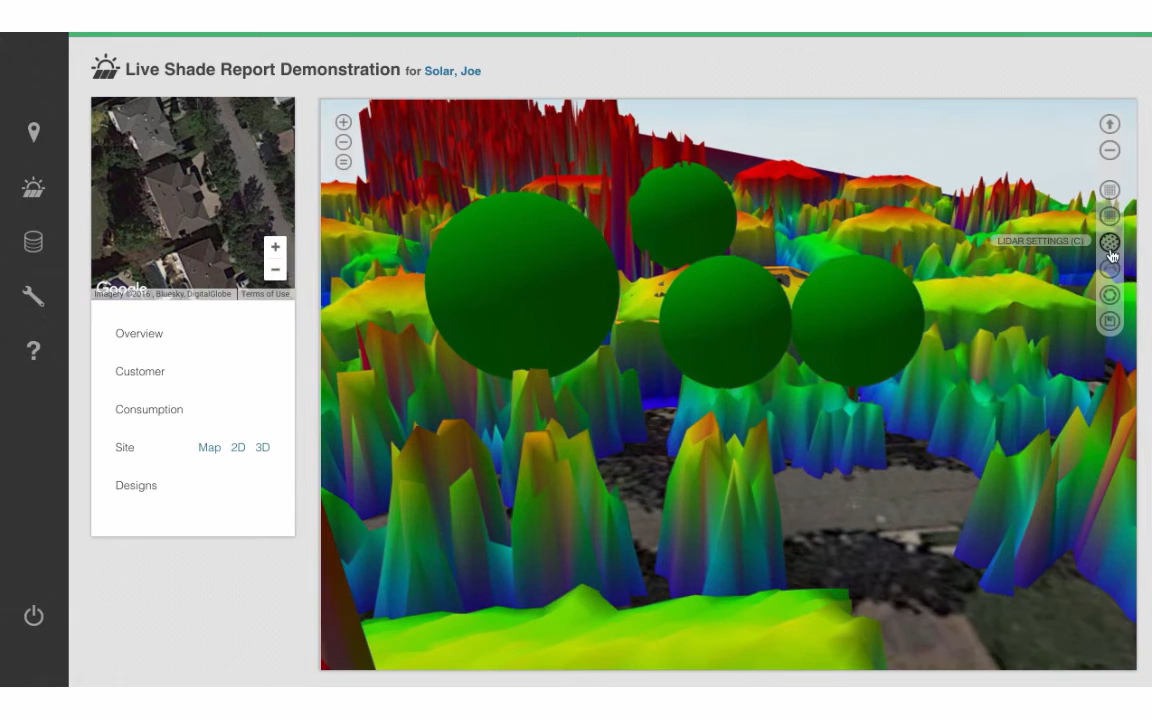 Live Shade Report Demonstration for Solar, Joe
+
−
Google
Imagery ©2016 , Bluesky, DigitalGlobe | Terms of Use
Overview
Customer
Consumption
Site Map 2D 3D
Designs
?
LIDAR SETTINGS (C)